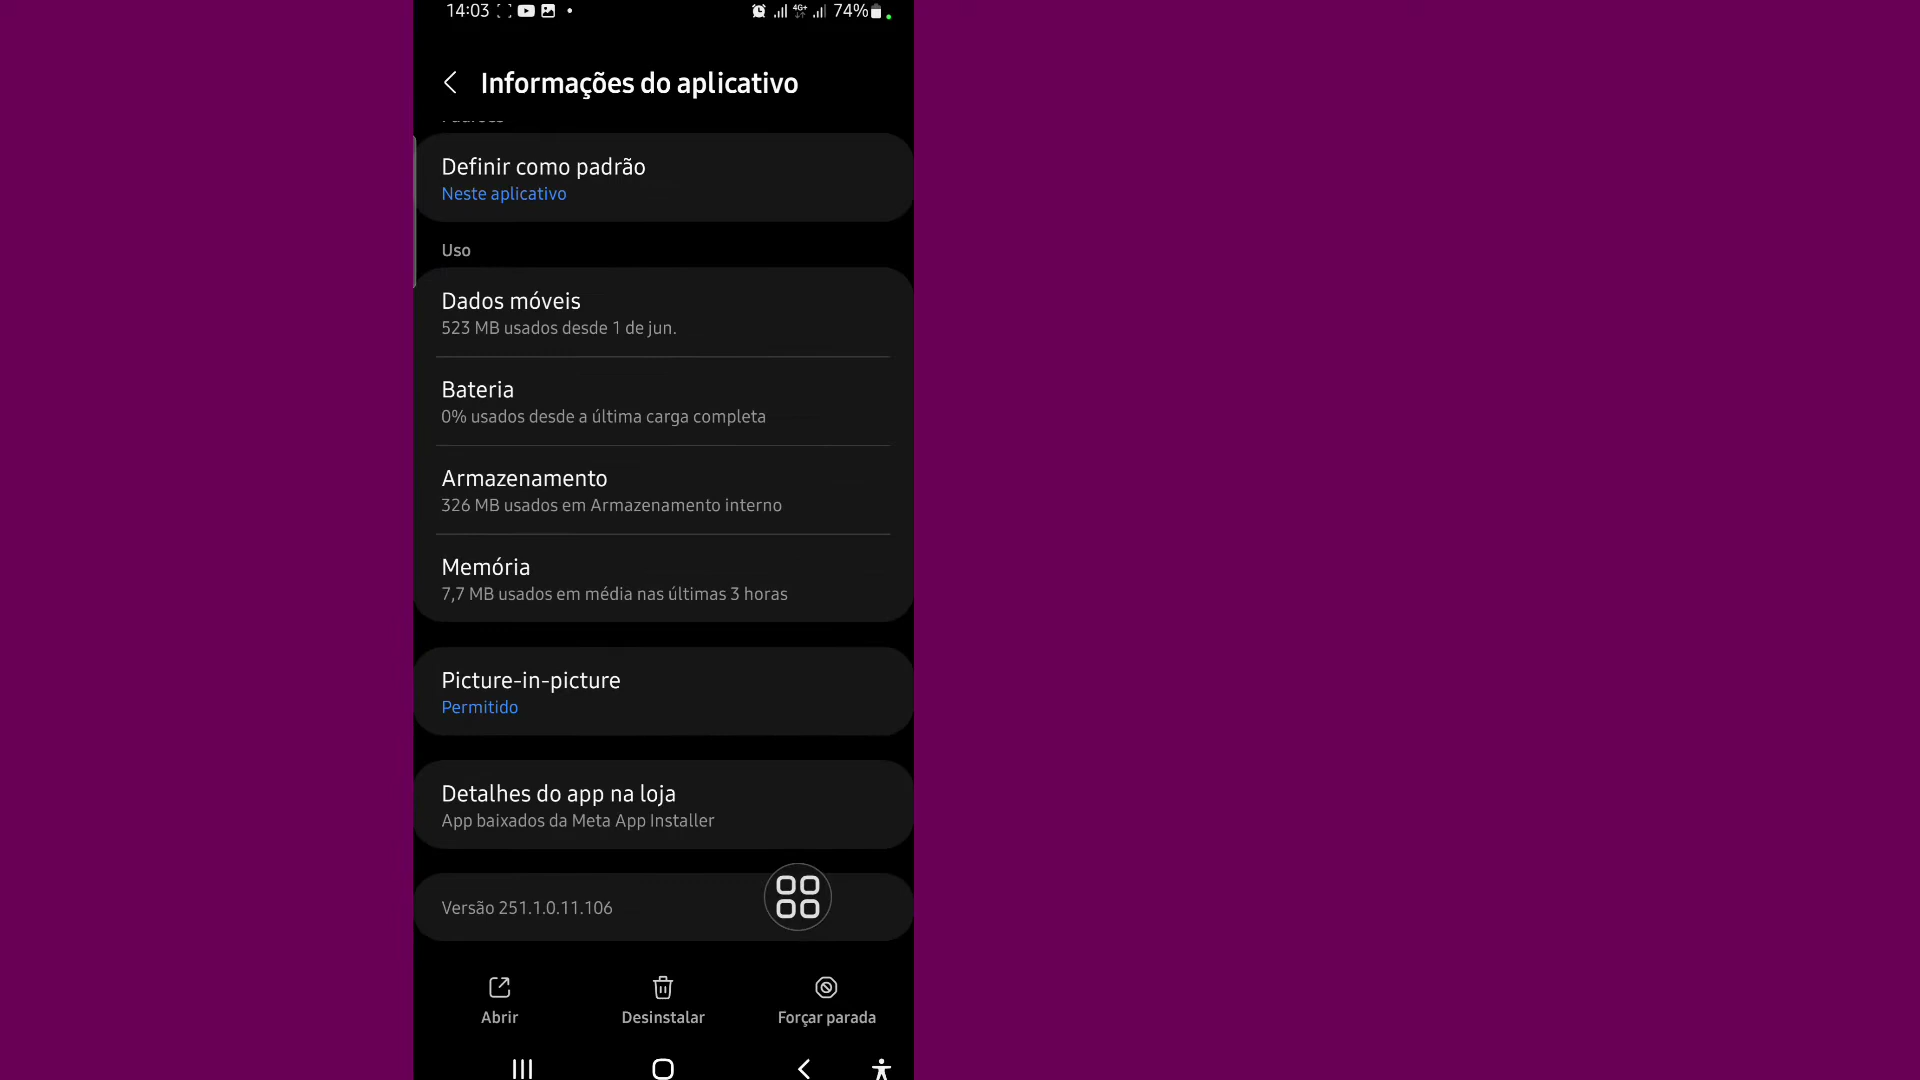 14:03
4G+
74%
Informações do aplicativo
Definir como padrão
Neste aplicativo
Uso
Dados móveis
523 MB usados desde 1 de jun.
Bateria
0% usados desde a última carga completa
Armazenamento
326 MB usados em Armazenamento interno
Memória
7,7 MB usados em média nas últimas 3 horas
Picture-in-picture
Permitido
Detalhes do app na loja
App baixados da Meta App Installer
Versão 251.1.0.11.106
Abrir
Desinstalar
Forçar parada